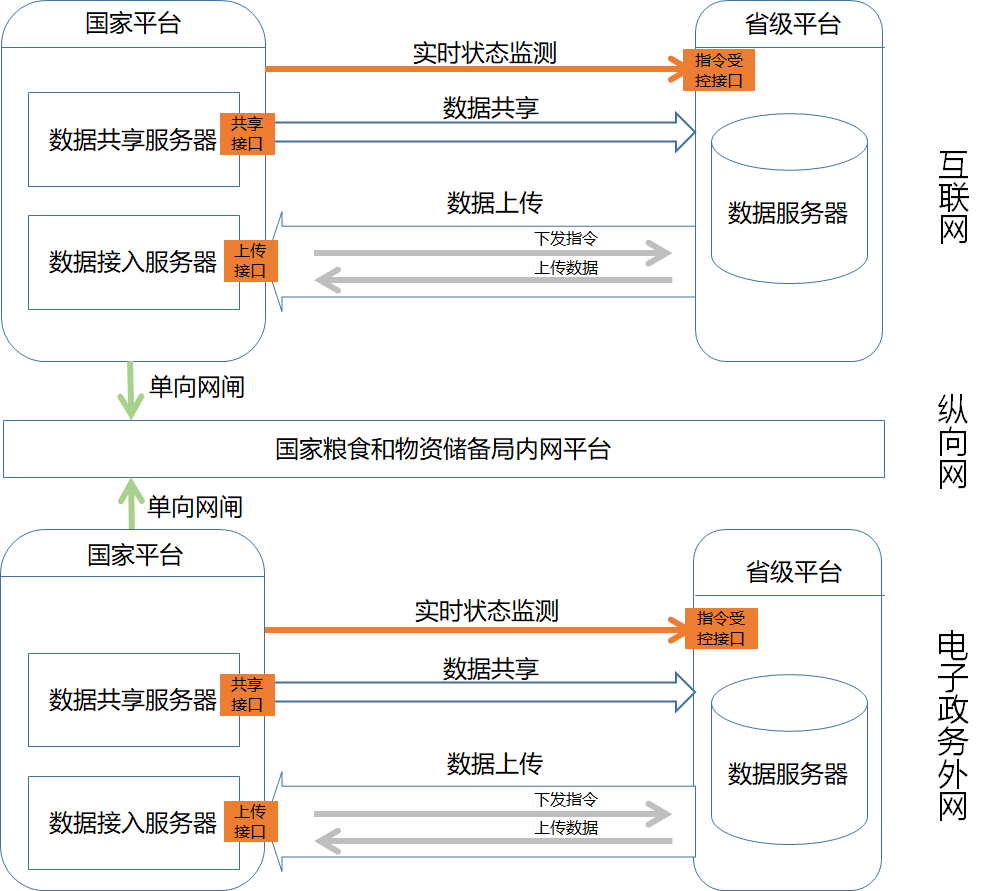 国家平台
省级平台
实时状态监测
指令受
控接口
数据共享
数据共享服务器
共享
接口
数据上传
数据服务器
下发指令
上传数据
数据接入服务器
上传
接口
互联网
单向网闸
国家粮食和物资储备局内网平台
纵向网
单向网闸
国家平台
省级平台
实时状态监测
指令受
控接口
数据共享
数据共享服务器
共享
接口
数据上传
数据服务器
下发指令
上传数据
数据接入服务器
上传
接口
电子政务外网